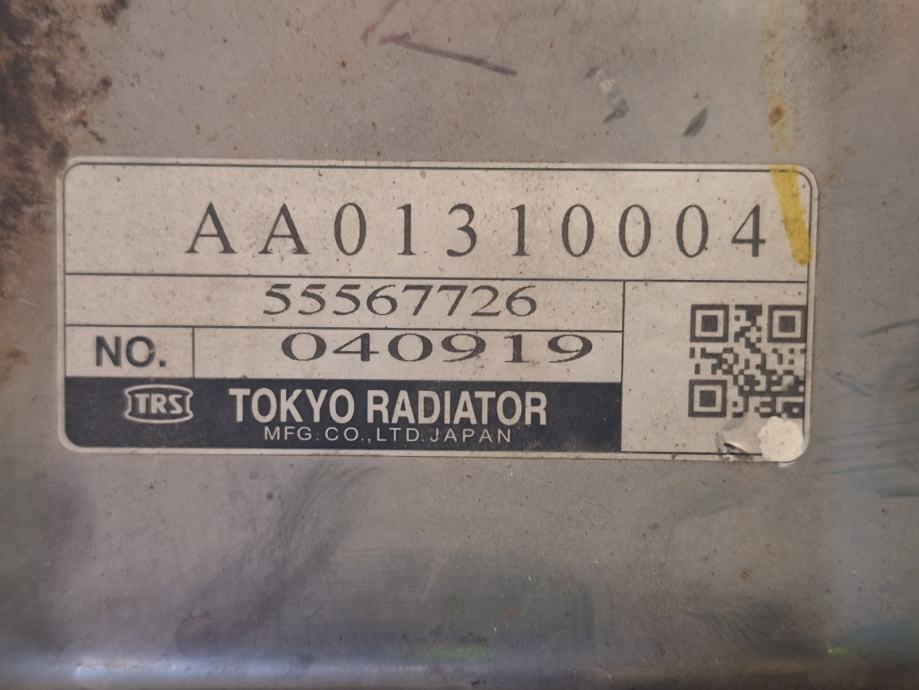 AA01310004
55567726
NO. 040919
TRS TOKYO RADIATOR
MFG.CO.,LTD.JAPAN